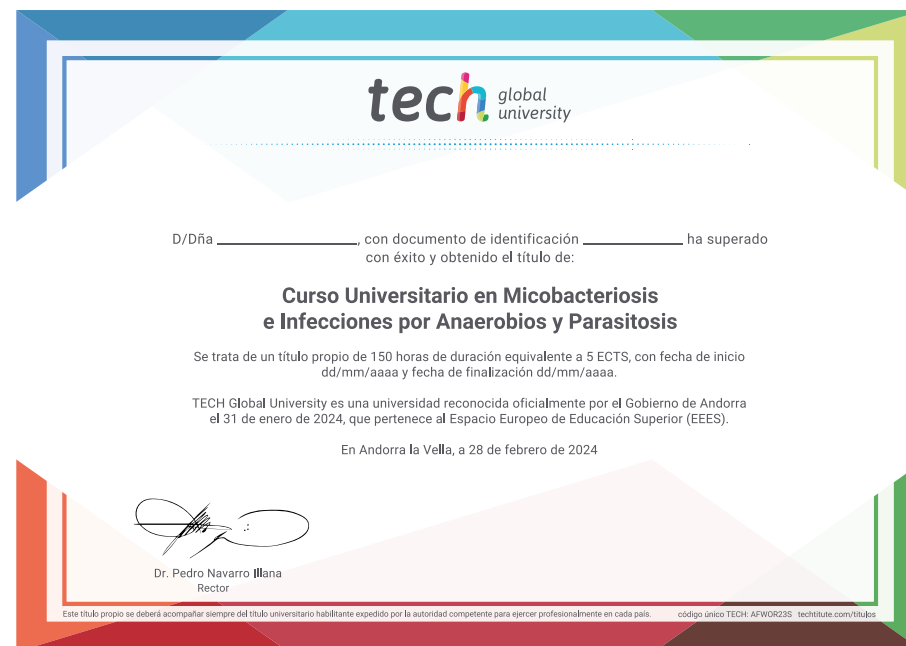 tech global
university
D/Dña ____________, con documento de identificación ____________ ha superado
con éxito y obtenido el título de:
Curso Universitario en Micobacteriosis
e Infecciones por Anaerobios y Parasitosis
Se trata de un título propio de 150 horas de duración equivalente a 5 ECTS, con fecha de inicio
dd/mm/aaaa y fecha de finalización dd/mm/aaaa.
TECH Global University es una universidad reconocida oficialmente por el Gobierno de Andorra
el 31 de enero de 2024, que pertenece al Espacio Europeo de Educación Superior (EEES).
En Andorra la Vella, a 28 de febrero de 2024
Dr. Pedro Navarro Illana
Rector
Este título propio se deberá acompañar siempre del título universitario habilitante expedido por la autoridad competente para ejercer profesionalmente en cada país. código único TECH: AFWOR23S techtitute.com/titulos